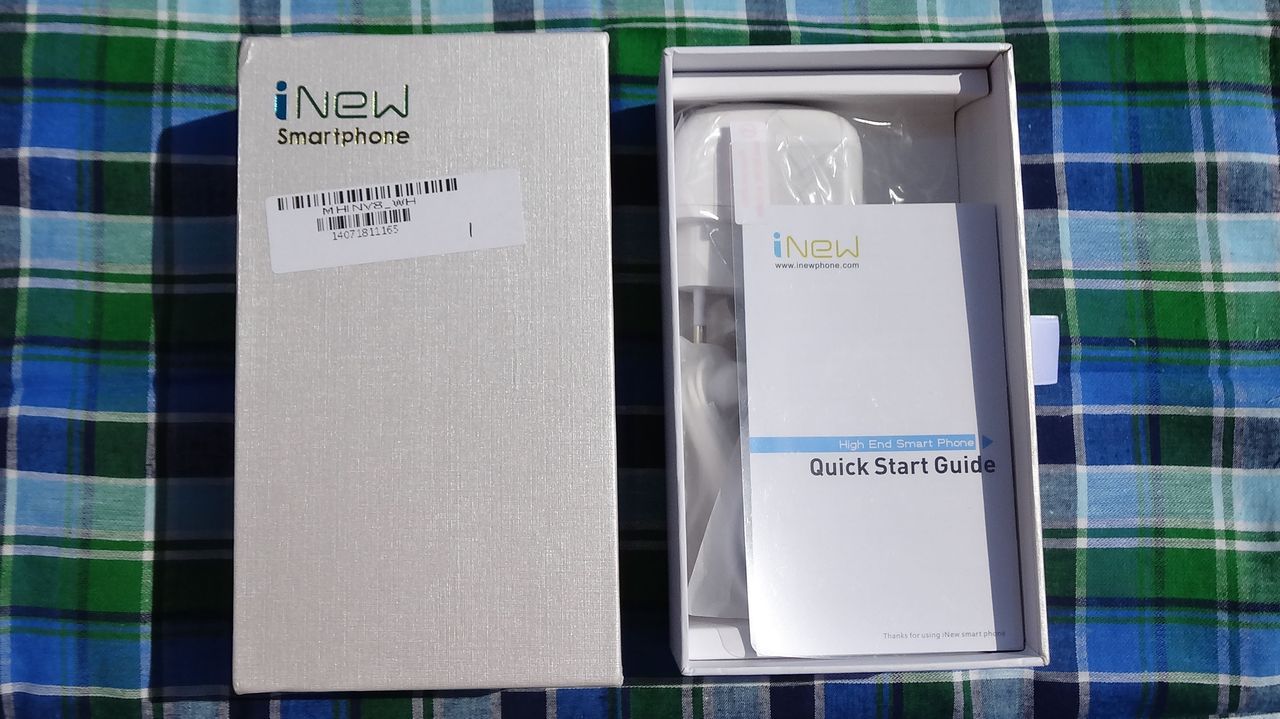 iNew
Smartphone
MHINV8_WH
14071811165
iNew
www.inewphone.com
High End Smart Phone
Quick Start Guide
Thanks for using iNew smart phone